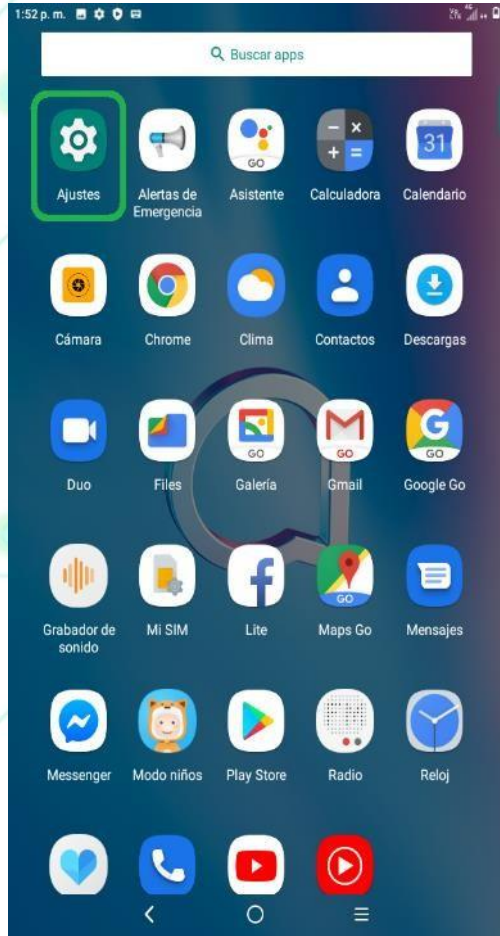 1:52 p. m.
4G
Buscar apps
Ajustes
Alertas de
Emergencia
GO
Asistente
Calculadora
31
Calendario
Cámara
Chrome
Clima
Contactos
Descargas
Duo
Files
GO
Galería
GO
Gmail
G
GO
Google Go
Grabador de
sonido
Mi SIM
f
Lite
GO
Maps Go
Mensajes
Messenger
Modo niños
Play Store
Radio
Reloj